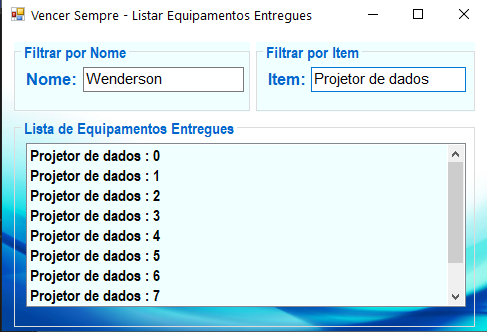 Vencer Sempre - Listar Equipamentos Entregues
Filtrar por Nome
Nome: Wenderson
Filtrar por Item
Item: Projetor de dados
Lista de Equipamentos Entregues
Projetor de dados : 0
Projetor de dados : 1
Projetor de dados : 2
Projetor de dados : 3
Projetor de dados : 4
Projetor de dados : 5
Projetor de dados : 6
Projetor de dados : 7